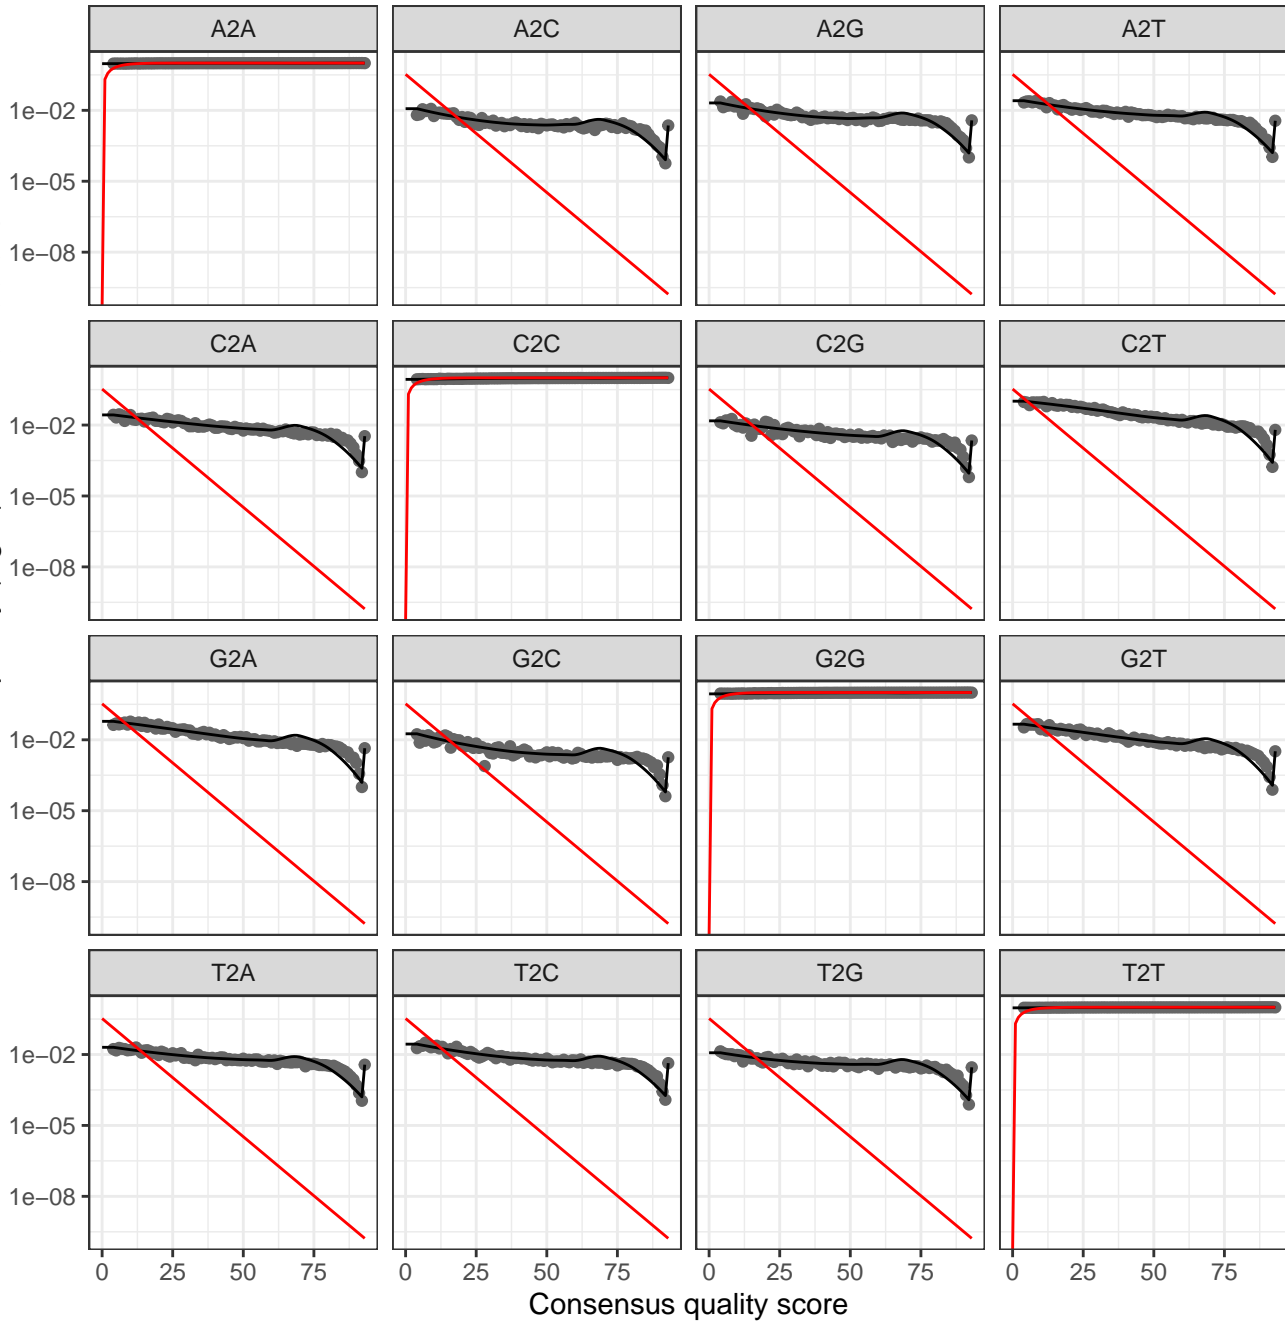 A2A A2C A2G A2T
1e−02
1e−05
1e−08
C2A C2C C2G C2T
1e−02
1e−05
1e−08
G2A G2C G2G G2T
1e−02
1e−05
1e−08
T2A T2C T2G T2T
1e−02
1e−05
1e−08
0 25 50 75 0 25 50 75 0 25 50 75 0 25 50 75
Consensus quality score